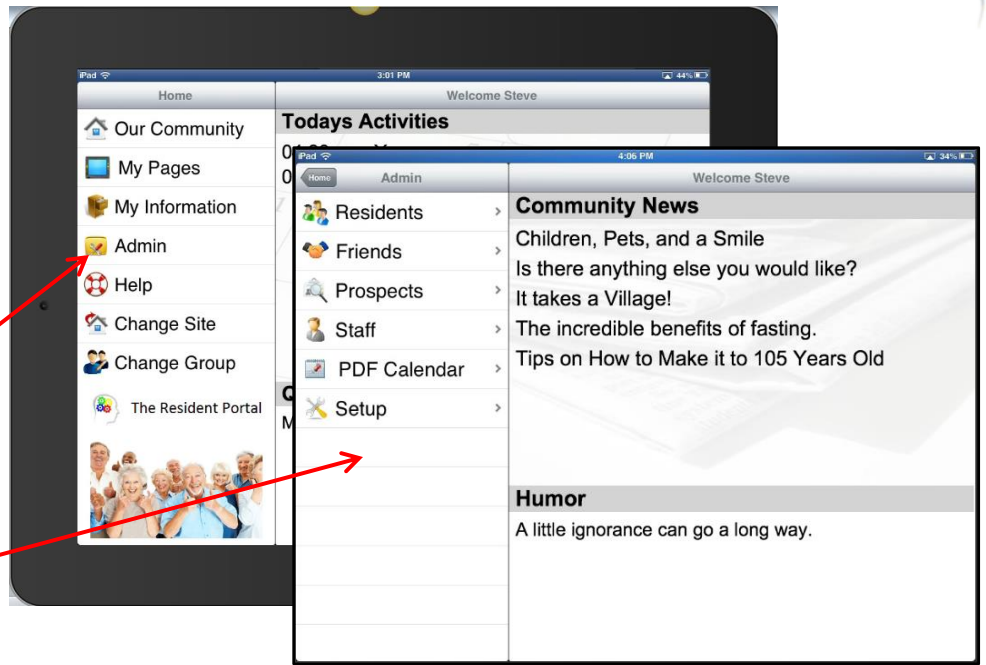 iPad 3:01 PM 44%
Home Welcome Steve
Our Community
My Pages
My Information
Admin
Help
Change Site
Change Group
The Resident Portal
Todays Activities
iPad 4:06 PM 34%
Home Admin Welcome Steve
Residents
Friends
Prospects
Staff
PDF Calendar
Setup
Community News
Children, Pets, and a Smile
Is there anything else you would like?
It takes a Village!
The incredible benefits of fasting.
Tips on How to Make it to 105 Years Old
Humor
A little ignorance can go a long way.